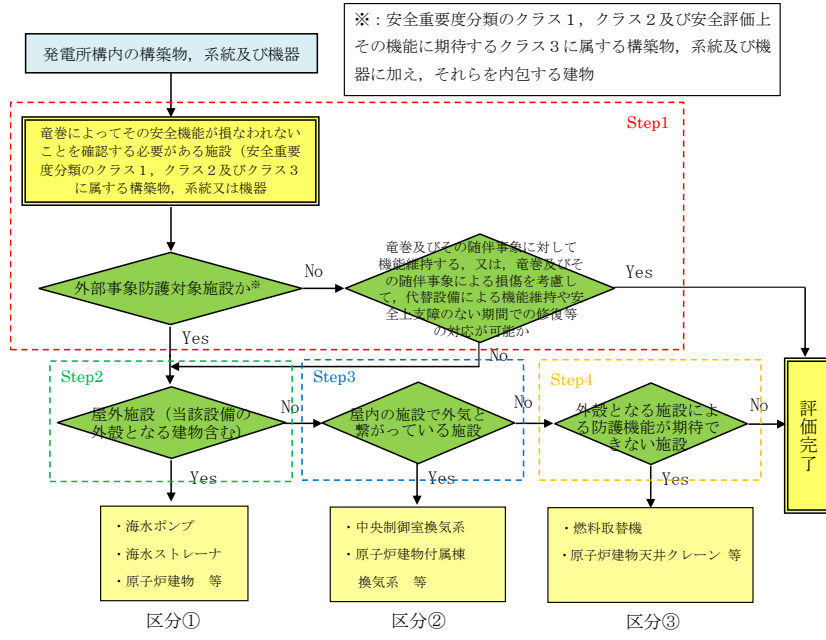 ※：安全重要度分類のクラス１，クラス２及び安全評価上
その機能に期待するクラス３に属する構築物，系統及び機
器に加え，それらを内包する建物
発電所構内の構築物，系統及び機器
Step1
竜巻によってその安全機能が損なわれない
ことを確認する必要がある施設（安全重要
度分類のクラス１，クラス２及びクラス３
に属する構築物，系統又は機器
外部事象防護対象施設か※
No
竜巻及びその随伴事象に対して
機能維持する，又は，竜巻及びそ
の随伴事象による損傷を考慮し
て，代替設備による機能維持や安
全上支障のない期間での修復等
の対応が可能か
Yes
Yes
No
Step2
屋外施設（当該設備の
外殻となる建物含む）
No
Step3
屋内の施設で外気と
繋がっている施設
No
Step4
外殻となる施設によ
る防護機能が期待で
きない施設
No
評価完了
Yes
Yes
Yes
・海水ポンプ
・海水ストレーナ
・原子炉建物　等
・中央制御室換気系
・原子炉建物付属棟
換気系　等
・燃料取替機
・原子炉建物天井クレーン 等
区分①
区分②
区分③